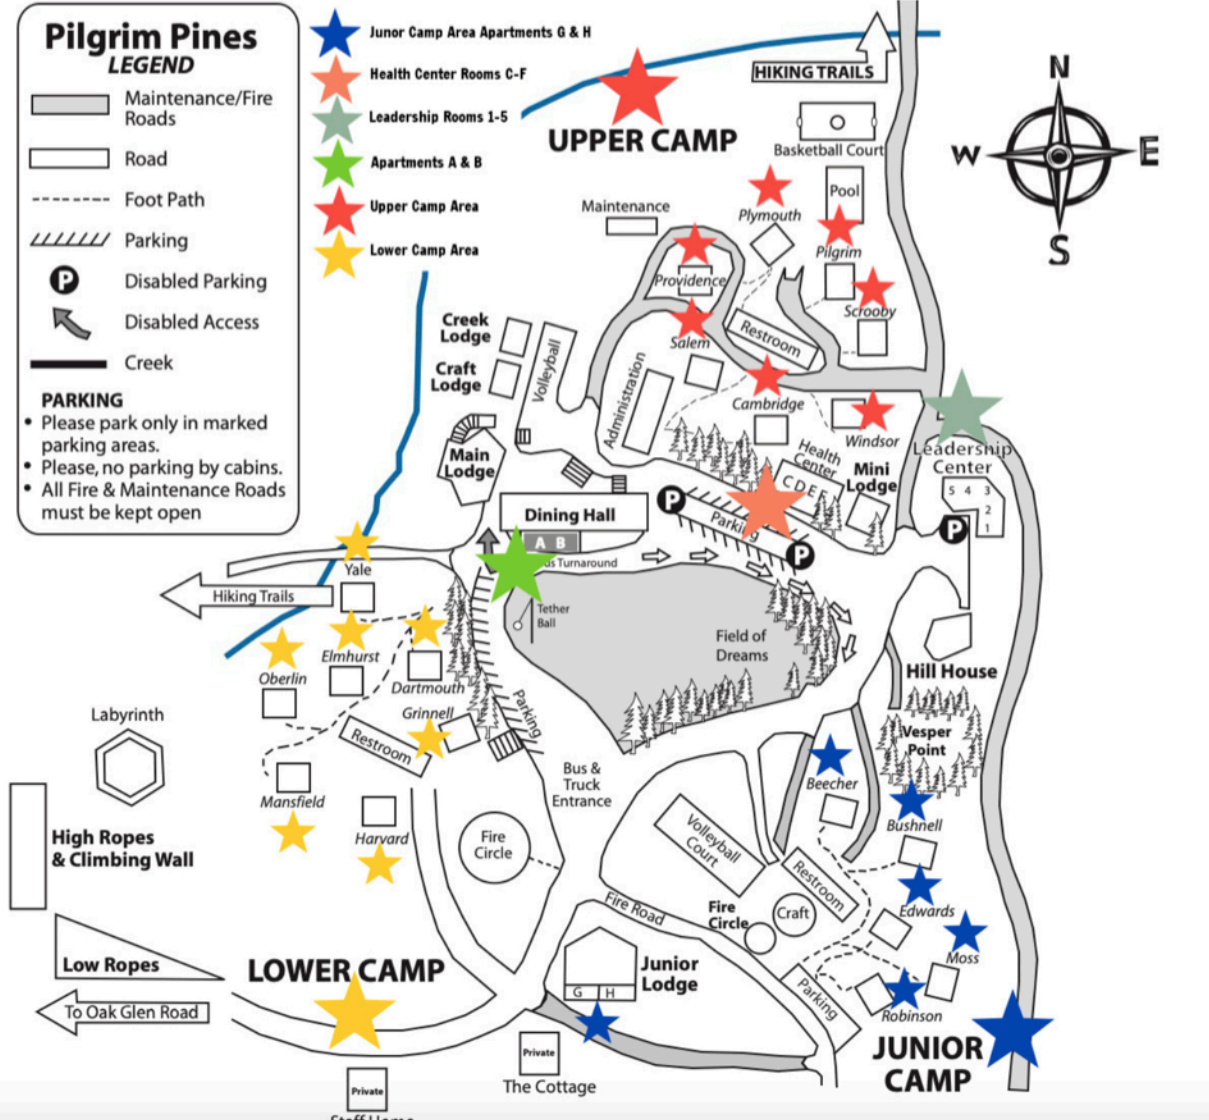 Pilgrim Pines
LEGEND
Maintenance/Fire
Roads
Road
Foot Path
Parking
P
Disabled Parking
Disabled Access
Creek
PARKING
• Please park only in marked
parking areas.
• Please, no parking by cabins.
• All Fire & Maintenance Roads
must be kept open
Junor Camp Area Apartments G & H
Health Center Rooms C-F
Leadership Rooms 1-5
Apartments A & B
Upper Camp Area
Lower Camp Area
UPPER CAMP
HIKING TRAILS
Basketball Court
N
W
E
S
Pool
Plymouth
Maintenance
Pilgrim
Providence
Scrooby
Creek
Lodge
Craft
Lodge
Volleyball
Salem
Restroom
Administration
Cambridge
Windsor
Leadership
Center
5 4 3
2
1
Main
Lodge
Health
Center
C D E F
Mini
Lodge
P
Parking
P
P
Dining Hall
A B
us Turnaround
Tether
Ball
Field of
Dreams
Yale
Hiking Trails
Elmhurst
Oberlin
Dartmouth
Grinnell
Parking
Restroom
Labyrinth
Mansfield
Harvard
High Ropes
& Climbing Wall
Fire
Circle
Bus &
Truck
Entrance
Hill House
Vesper
Point
Beecher
Bushnell
Volleyball
Court
Restroom
Edwards
Fire
Circle
Craft
Moss
Fire Road
Low Ropes
LOWER CAMP
To Oak Glen Road
Junior
Lodge
G H
Parking
Robinson
JUNIOR
CAMP
Private
The Cottage
Private